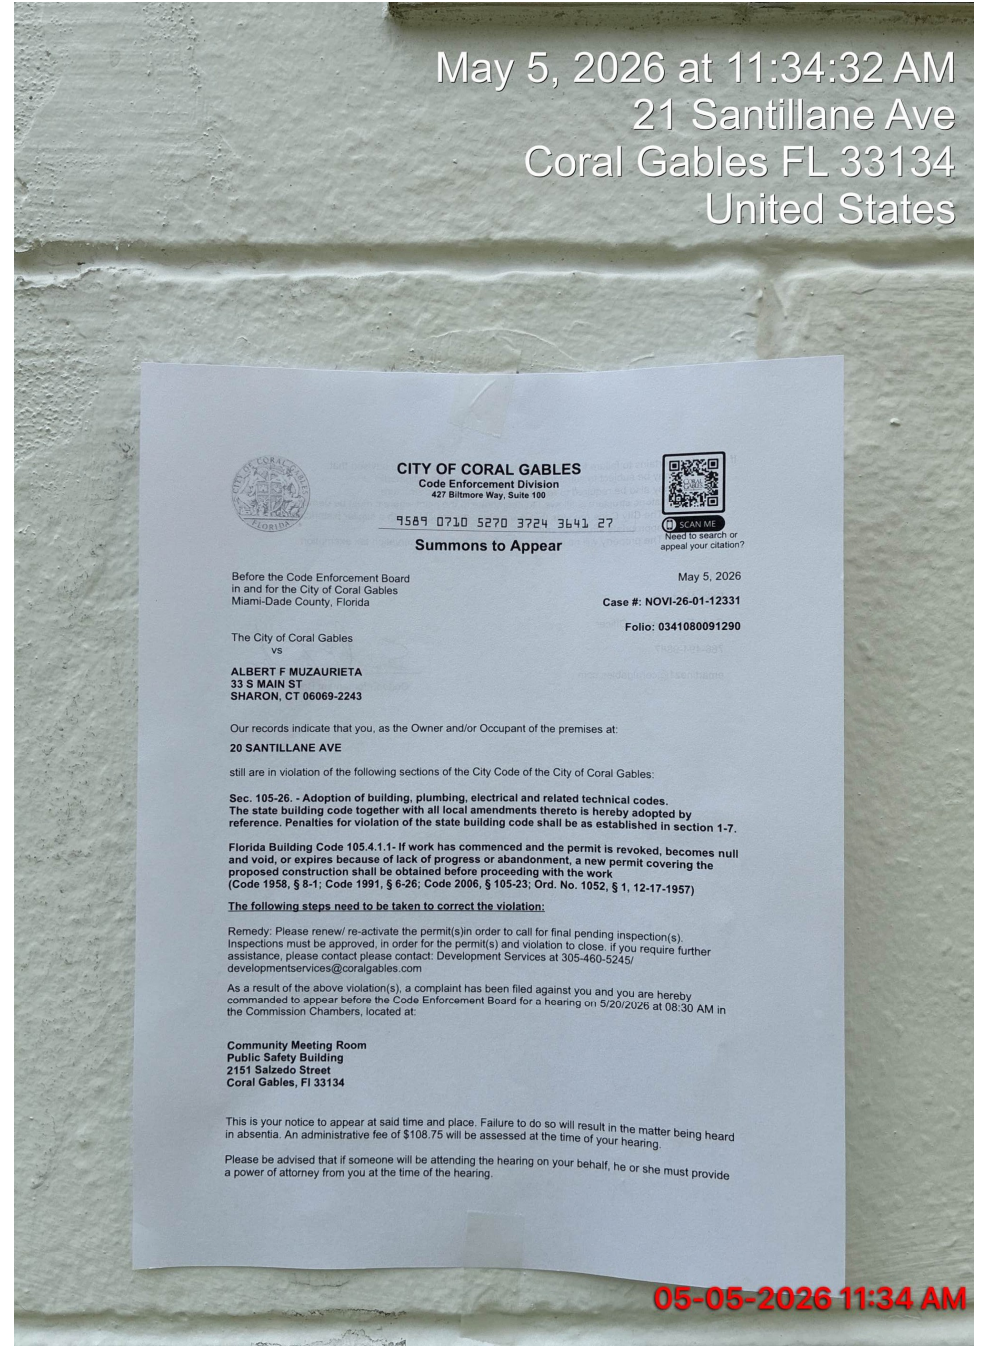 May 5, 2026 at 11:34:32 AM
21 Santillane Ave
Coral Gables FL 33134
United States
CITY OF CORAL GABLES
FLORIDA
CITY OF CORAL GABLES
Code Enforcement Division
427 Biltmore Way, Suite 100
9589 0710 5270 3724 3641 27
Summons to Appear
SCAN ME
Need to search or
appeal your citation?
Before the Code Enforcement Board
in and for the City of Coral Gables
Miami-Dade County, Florida
May 5, 2026
Case #: NOVI-26-01-12331
Folio: 0341080091290
The City of Coral Gables
vs
ALBERT F MUZAURIETA
33 S MAIN ST
SHARON, CT 06069-2243
Our records indicate that you, as the Owner and/or Occupant of the premises at:
20 SANTILLANE AVE
still are in violation of the following sections of the City Code of the City of Coral Gables:
Sec. 105-26. - Adoption of building, plumbing, electrical and related technical codes.
The state building code together with all local amendments thereto is hereby adopted by
reference. Penalties for violation of the state building code shall be as established in section 1-7.
Florida Building Code 105.4.1.1- If work has commenced and the permit is revoked, becomes null
and void, or expires because of lack of progress or abandonment, a new permit covering the
proposed construction shall be obtained before proceeding with the work
(Code 1958, § 8-1; Code 1991, § 6-26; Code 2006, § 105-23; Ord. No. 1052, § 1, 12-17-1957)
The following steps need to be taken to correct the violation:
Remedy: Please renew/ re-activate the permit(s)in order to call for final pending inspection(s).
Inspections must be approved, in order for the permit(s) and violation to close. if you require further
assistance, please contact please contact: Development Services at 305-460-5245/
developmentservices@coralgables.com
As a result of the above violation(s), a complaint has been filed against you and you are hereby
commanded to appear before the Code Enforcement Board for a hearing on 5/20/2026 at 08:30 AM in
the Commission Chambers, located at:
Community Meeting Room
Public Safety Building
2151 Salzedo Street
Coral Gables, Fl 33134
This is your notice to appear at said time and place. Failure to do so will result in the matter being heard
in absentia. An administrative fee of $108.75 will be assessed at the time of your hearing.
Please be advised that if someone will be attending the hearing on your behalf, he or she must provide
a power of attorney from you at the time of the hearing.
05-05-2026 11:34 AM